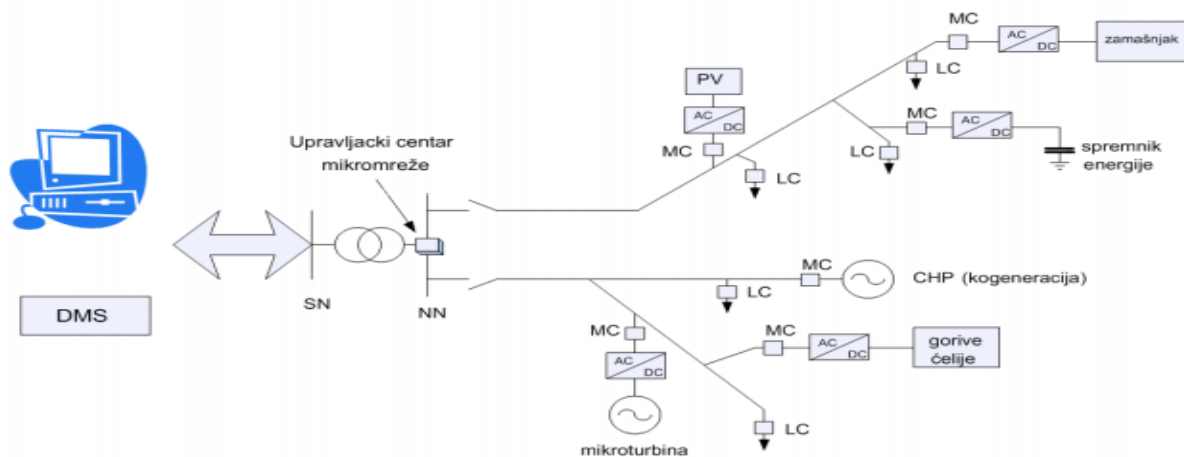 MC
AC
DC
zamašnjak
LC
PV
AC
DC
MC
LC
MC
AC
DC
LC
spremnik
energije
Upravljacki centar
mikromreže
SN
NN
DMS
MC
CHP (kogeneracija)
LC
MC
AC
DC
mikroturbina
MC
AC
DC
gorive
ćelije
LC